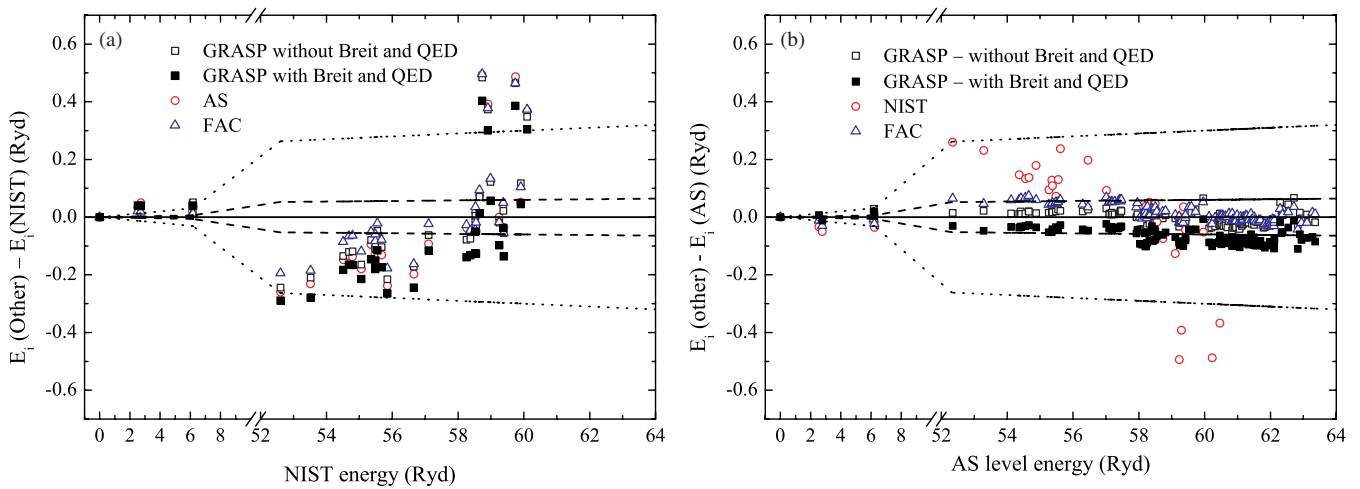 (a)
GRASP without Breit and QED
GRASP with Breit and QED
AS
FAC
E_i (Other) – E_i(NIST) (Ryd)
0.6
0.4
0.2
0.0
-0.2
-0.4
-0.6
0 2 4 6 8 52 54 56 58 60 62 64
NIST energy (Ryd)
(b)
GRASP – without Breit and QED
GRASP – with Breit and QED
NIST
FAC
E_i (other) - E_i (AS) (Ryd)
0.6
0.4
0.2
0.0
-0.2
-0.4
-0.6
0 2 4 6 8 52 54 56 58 60 62 64
AS level energy (Ryd)